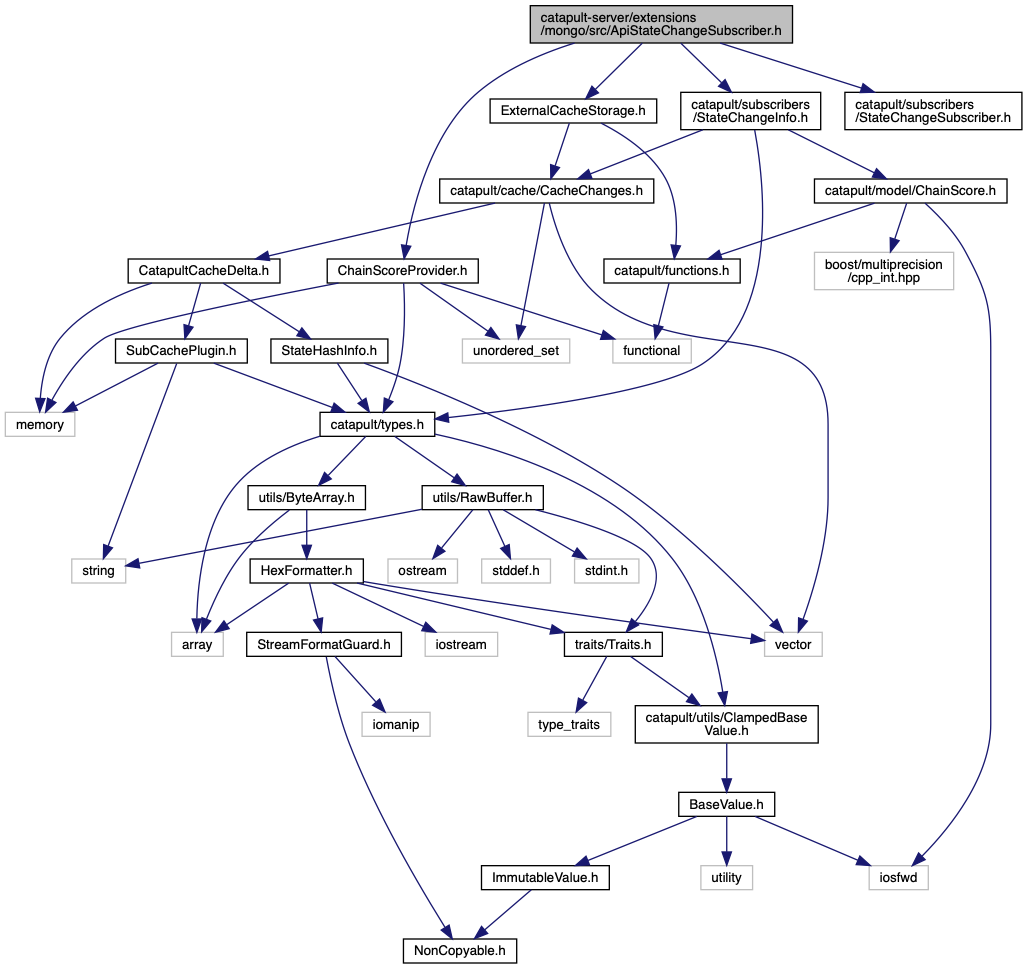 catapult-server/extensions
/mongo/src/ApiStateChangeSubscriber.h
ExternalCacheStorage.h
catapult/subscribers
/StateChangeInfo.h
catapult/subscribers
/StateChangeSubscriber.h
catapult/cache/CacheChanges.h
catapult/model/ChainScore.h
CatapultCacheDelta.h
ChainScoreProvider.h
catapult/functions.h
boost/multiprecision
/cpp_int.hpp
SubCachePlugin.h
StateHashInfo.h
unordered_set
functional
memory
catapult/types.h
utils/ByteArray.h
utils/RawBuffer.h
string
HexFormatter.h
ostream
stddef.h
stdint.h
array
StreamFormatGuard.h
iostream
traits/Traits.h
vector
iomanip
type_traits
catapult/utils/ClampedBase
Value.h
BaseValue.h
ImmutableValue.h
utility
iosfwd
NonCopyable.h